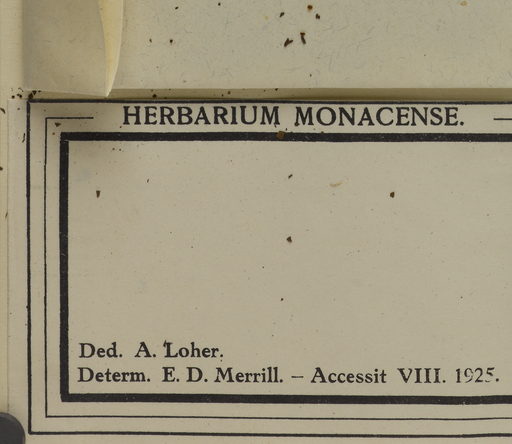 HERBARIUM MONACENSE.
Ded. A. Loher.
Determ. E. D. Merrill. – Accessit VIII. 1925.